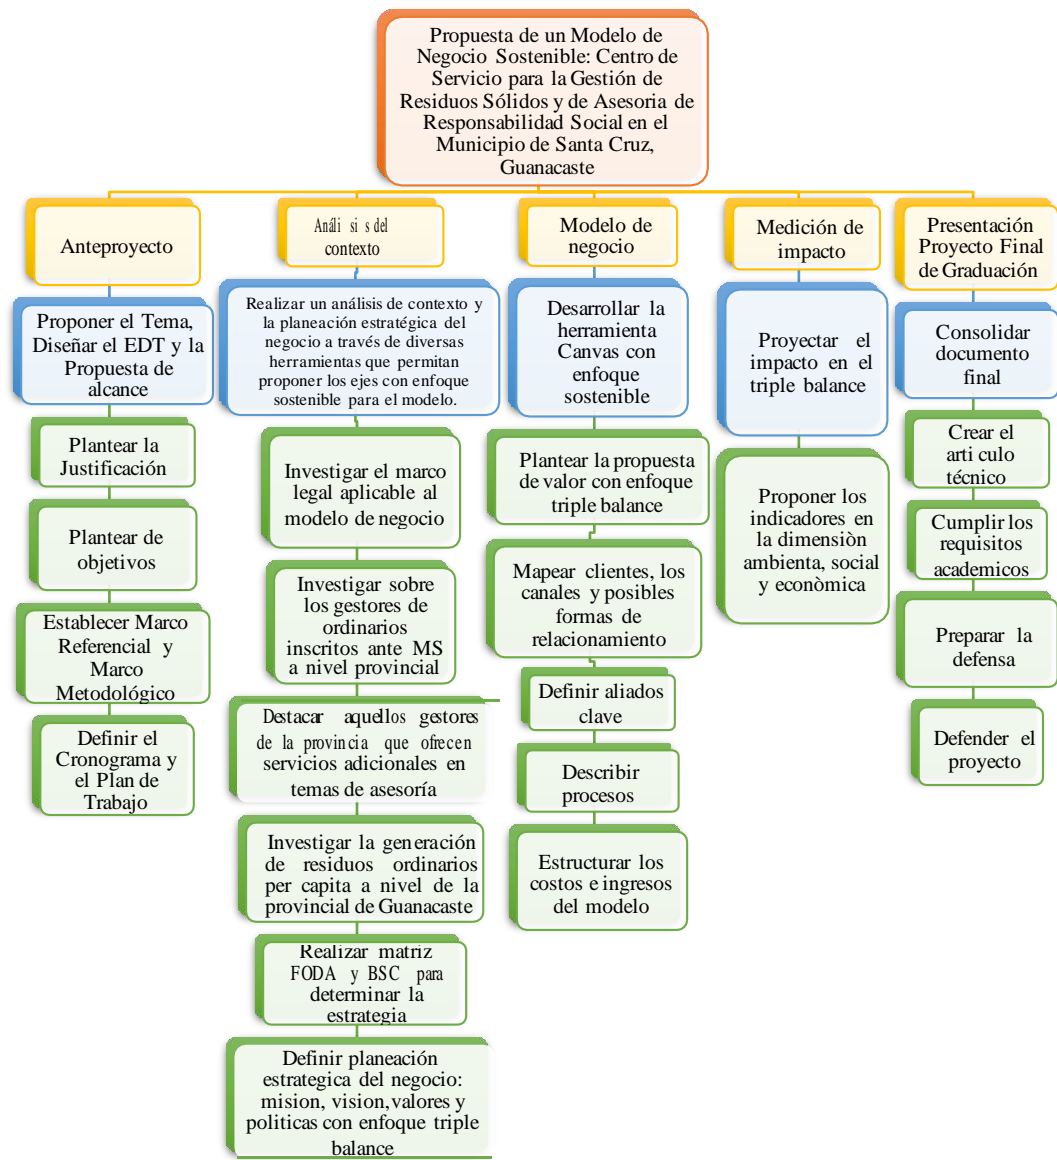 Propuesta de un Modelo de
Negocio Sostenible: Centro de
Servicio para la Gestión de
Residuos Sólidos y de Asesoria de
Responsabilidad Social en el
Municipio de Santa Cruz,
Guanacaste
Anteproyecto
Proponer el Tema,
Diseñar el EDT y la
Propuesta de
alcance
Plantear la
Justificación
Plantear de
objetivos
Establecer Marco
Referencial y
Marco
Metodológico
Definir el
Cronograma y
el Plan de
Trabajo
Análi si s del
contexto
Realizar un análisis de contexto y
la planeación estratégica del
negocio a través de diversas
herramientas que permitan
proponer los ejes con enfoque
sostenible para el modelo.
Investigar el marco
legal aplicable al
modelo de negocio
Investigar sobre
los gestores de
ordinarios
inscritos ante MS
a nivel provincial
Destacar aquellos gestores
de la provincia que ofrecen
servicios adicionales en
temas de asesoría
Investigar la generación
de residuos ordinarios
per capita a nivel de la
provincial de Guanacaste
Realizar matriz
FODA y BSC para
determinar la
estrategia
Definir planeación
estrategica del negocio:
mision, vision,valores y
politicas con enfoque triple
balance
Modelo de
negocio
Desarrollar la
herramienta
Canvas con
enfoque
sostenible
Plantear la propuesta
de valor con enfoque
triple balance
Mapear clientes, los
canales y posibles
formas de
relacionamiento
Definir aliados
clave
Describir
procesos
Estructurar los
costos e ingresos
del modelo
Medición de
impacto
Proyectar el
impacto en el
triple balance
Proponer los
indicadores en
la dimensiòn
ambienta, social
y econòmica
Presentación
Proyecto Final
de Graduación
Consolidar
documento
final
Crear el
arti culo
técnico
Cumplir los
requisitos
academicos
Preparar la
defensa
Defender el
proyecto